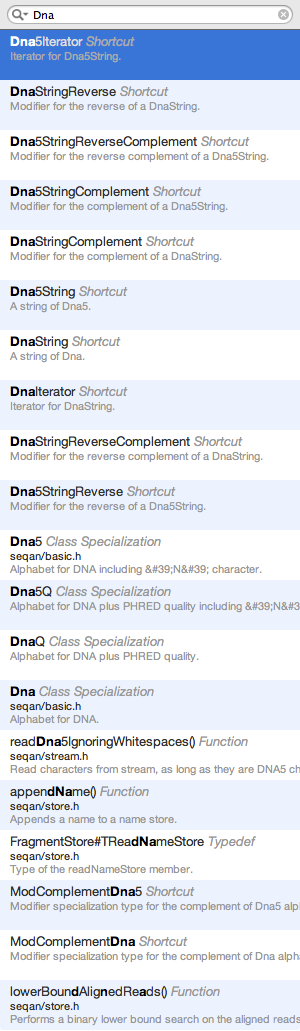 Dna
Dna5Iterator Shortcut
Iterator for Dna5String.
DnaStringReverse Shortcut
Modifier for the reverse of a DnaString.
Dna5StringReverseComplement Shortcut
Modifier for the reverse complement of a Dna5String.
Dna5StringComplement Shortcut
Modifier for the complement of a Dna5String.
DnaStringComplement Shortcut
Modifier for the complement of a DnaString.
Dna5String Shortcut
A string of Dna5.
DnaString Shortcut
A string of Dna.
DnaIterator Shortcut
Iterator for DnaString.
DnaStringReverseComplement Shortcut
Modifier for the reverse complement of a DnaString.
Dna5StringReverse Shortcut
Modifier for the reverse of a Dna5String.
Dna5 Class Specialization
seqan/basic.h
Alphabet for DNA including &#39;N&#39; character.
Dna5Q Class Specialization
Alphabet for DNA plus PHRED quality including &#39;N&#3
DnaQ Class Specialization
Alphabet for DNA plus PHRED quality.
Dna Class Specialization
seqan/basic.h
Alphabet for DNA.
readDna5IgnoringWhitespaces() Function
seqan/stream.h
Read characters from stream, as long as they are DNA5 ch
appendName() Function
seqan/store.h
Appends a name to a name store.
FragmentStore#TReadNameStore Typedef
seqan/store.h
Type of the readNameStore member.
ModComplementDna5 Shortcut
Modifier specialization type for the complement of Dna5 alp
ModComplementDna Shortcut
Modifier specialization type for the complement of Dna alpha
lowerBoundAlignedReads() Function
seqan/store.h
Performs a binary lower bound search on the aligned reads